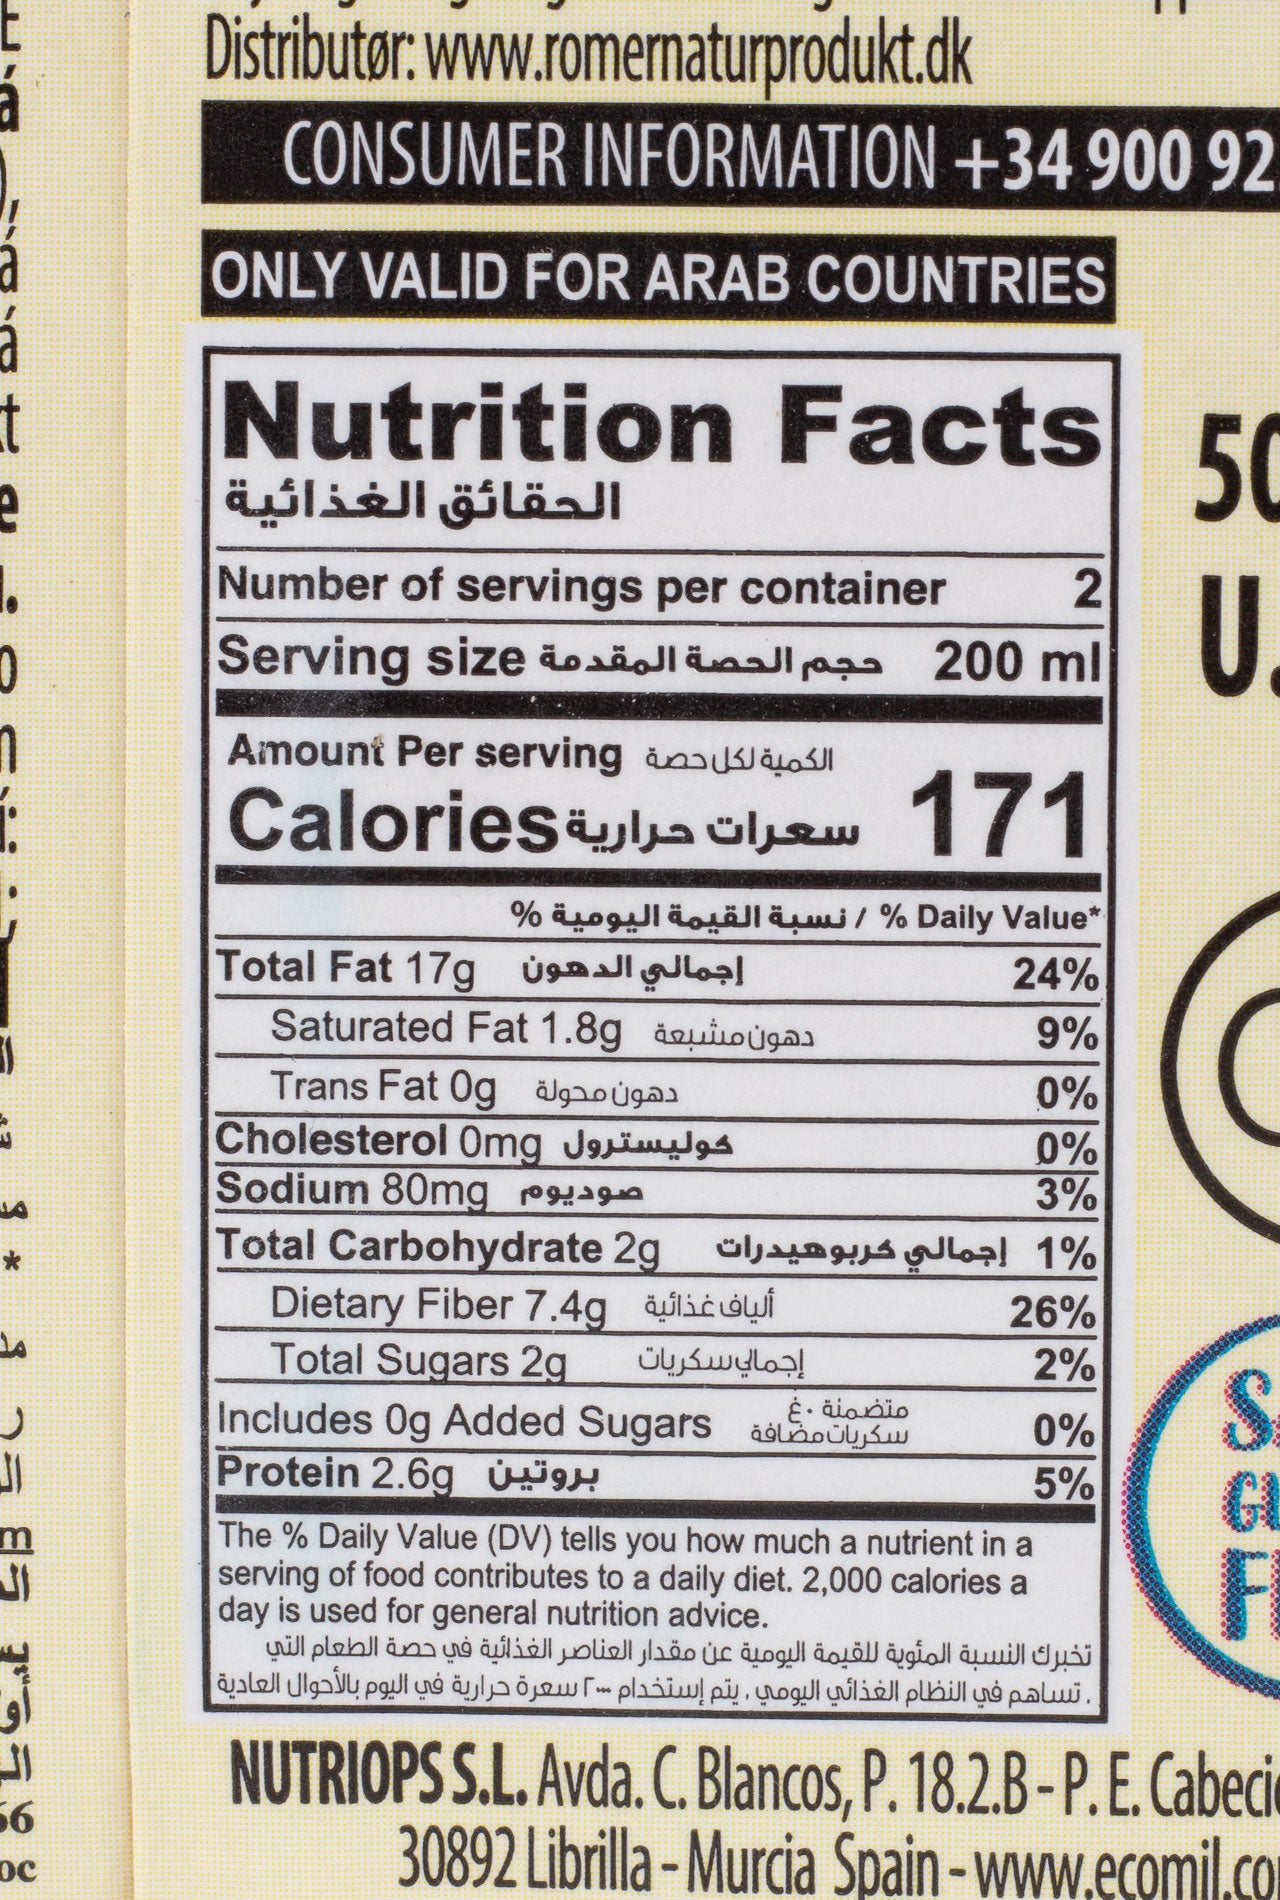 Distributør: www.romernaturprodukt.dk
CONSUMER INFORMATION +34 900 92
ONLY VALID FOR ARAB COUNTRIES
Nutrition Facts
الحقائق الغذائية
Number of servings per container 2
Serving size حجم الحصة المقدمة 200 ml
Amount Per serving الكمية لكل حصة
Calories سعرات حرارية 171
% نسبة القيمة اليومية / % Daily Value*
Total Fat 17g إجمالي الدهون 24%
Saturated Fat 1.8g دهون مشبعة 9%
Trans Fat 0g دهون محولة 0%
Cholesterol 0mg كوليسترول 0%
Sodium 80mg صوديوم 3%
Total Carbohydrate 2g إجمالي كربوهيدرات 1%
Dietary Fiber 7.4g ألياف غذائية 26%
Total Sugars 2g إجمالي سكريات 2%
Includes 0g Added Sugars متضمنة ٠غ سكريات مضافة 0%
Protein 2.6g بروتين 5%
The % Daily Value (DV) tells you how much a nutrient in a
serving of food contributes to a daily diet. 2,000 calories a
day is used for general nutrition advice.
تخبرك النسبة المئوية للقيمة اليومية عن مقدار العناصر الغذائية في حصة الطعام التي
تساهم في النظام الغذائي اليومي . يتم إستخدام ٢٠٠٠ سعرة حرارية في اليوم بالأحوال العادية .
NUTRIOPS S.L. Avda. C. Blancos, P. 18.2.B - P. E. Cabeci
30892 Librilla - Murcia Spain - www.ecomil.co
50
U.